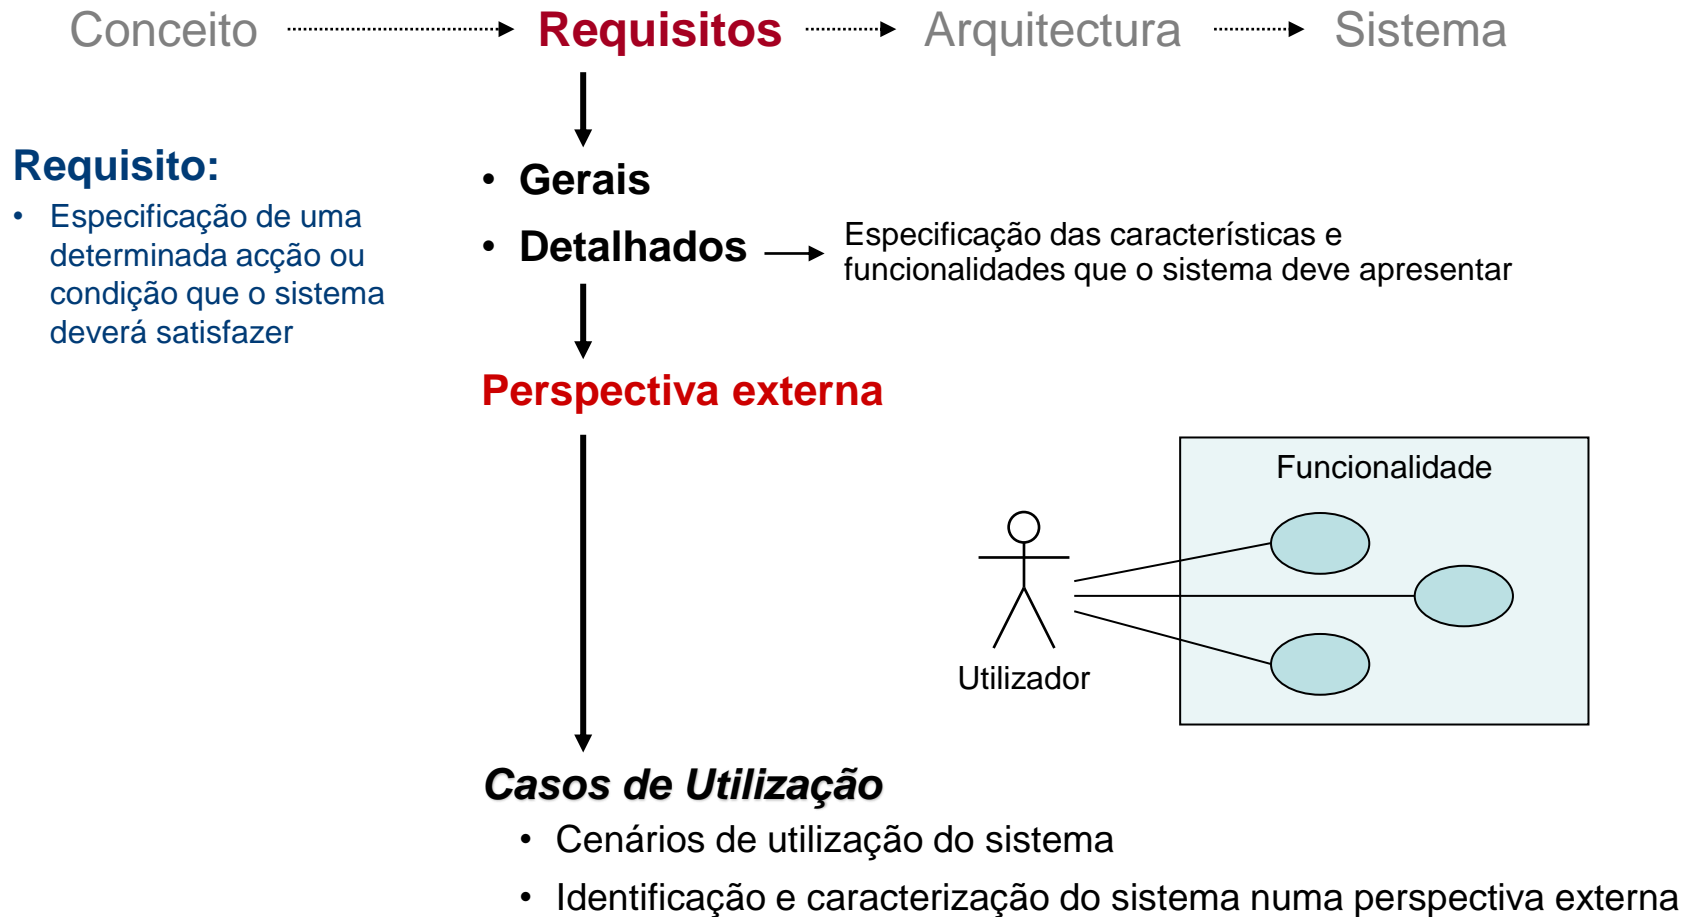 Conceito Requisitos Arquitectura Sistema
Requisito:
• Especificação de uma
determinada acção ou
condição que o sistema
deverá satisfazer
• Gerais
• Detalhados
Especificação das características e
funcionalidades que o sistema deve apresentar
Perspectiva externa
Funcionalidade
Utilizador
Casos de Utilização
• Cenários de utilização do sistema
• Identificação e caracterização do sistema numa perspectiva externa